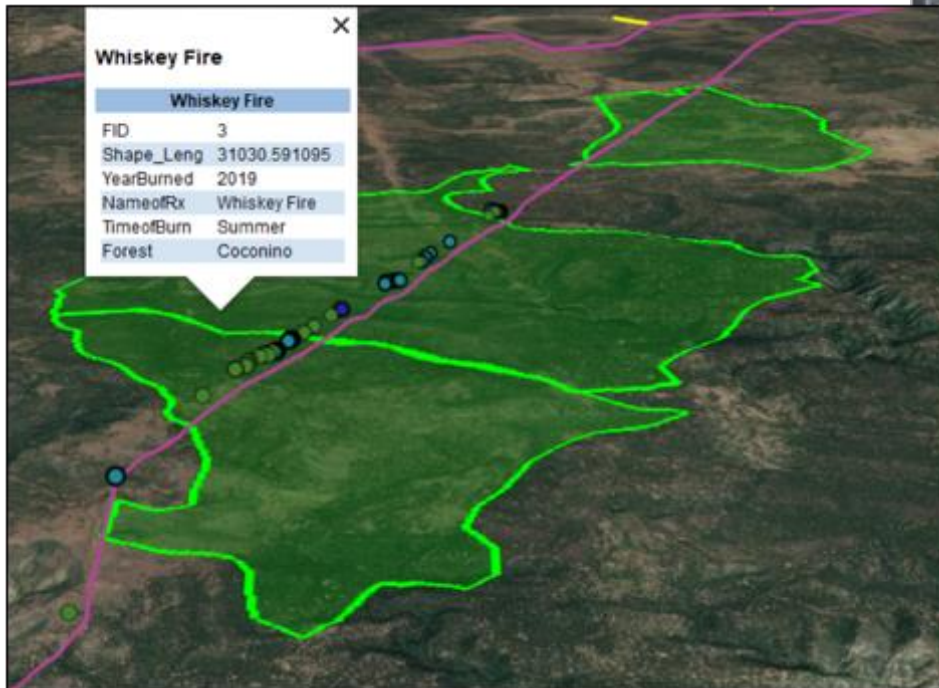 Whiskey Fire
Whiskey Fire
FID 3
Shape_Leng 31030.591095
YearBurned 2019
NameofRx Whiskey Fire
TimeofBurn Summer
Forest Coconino